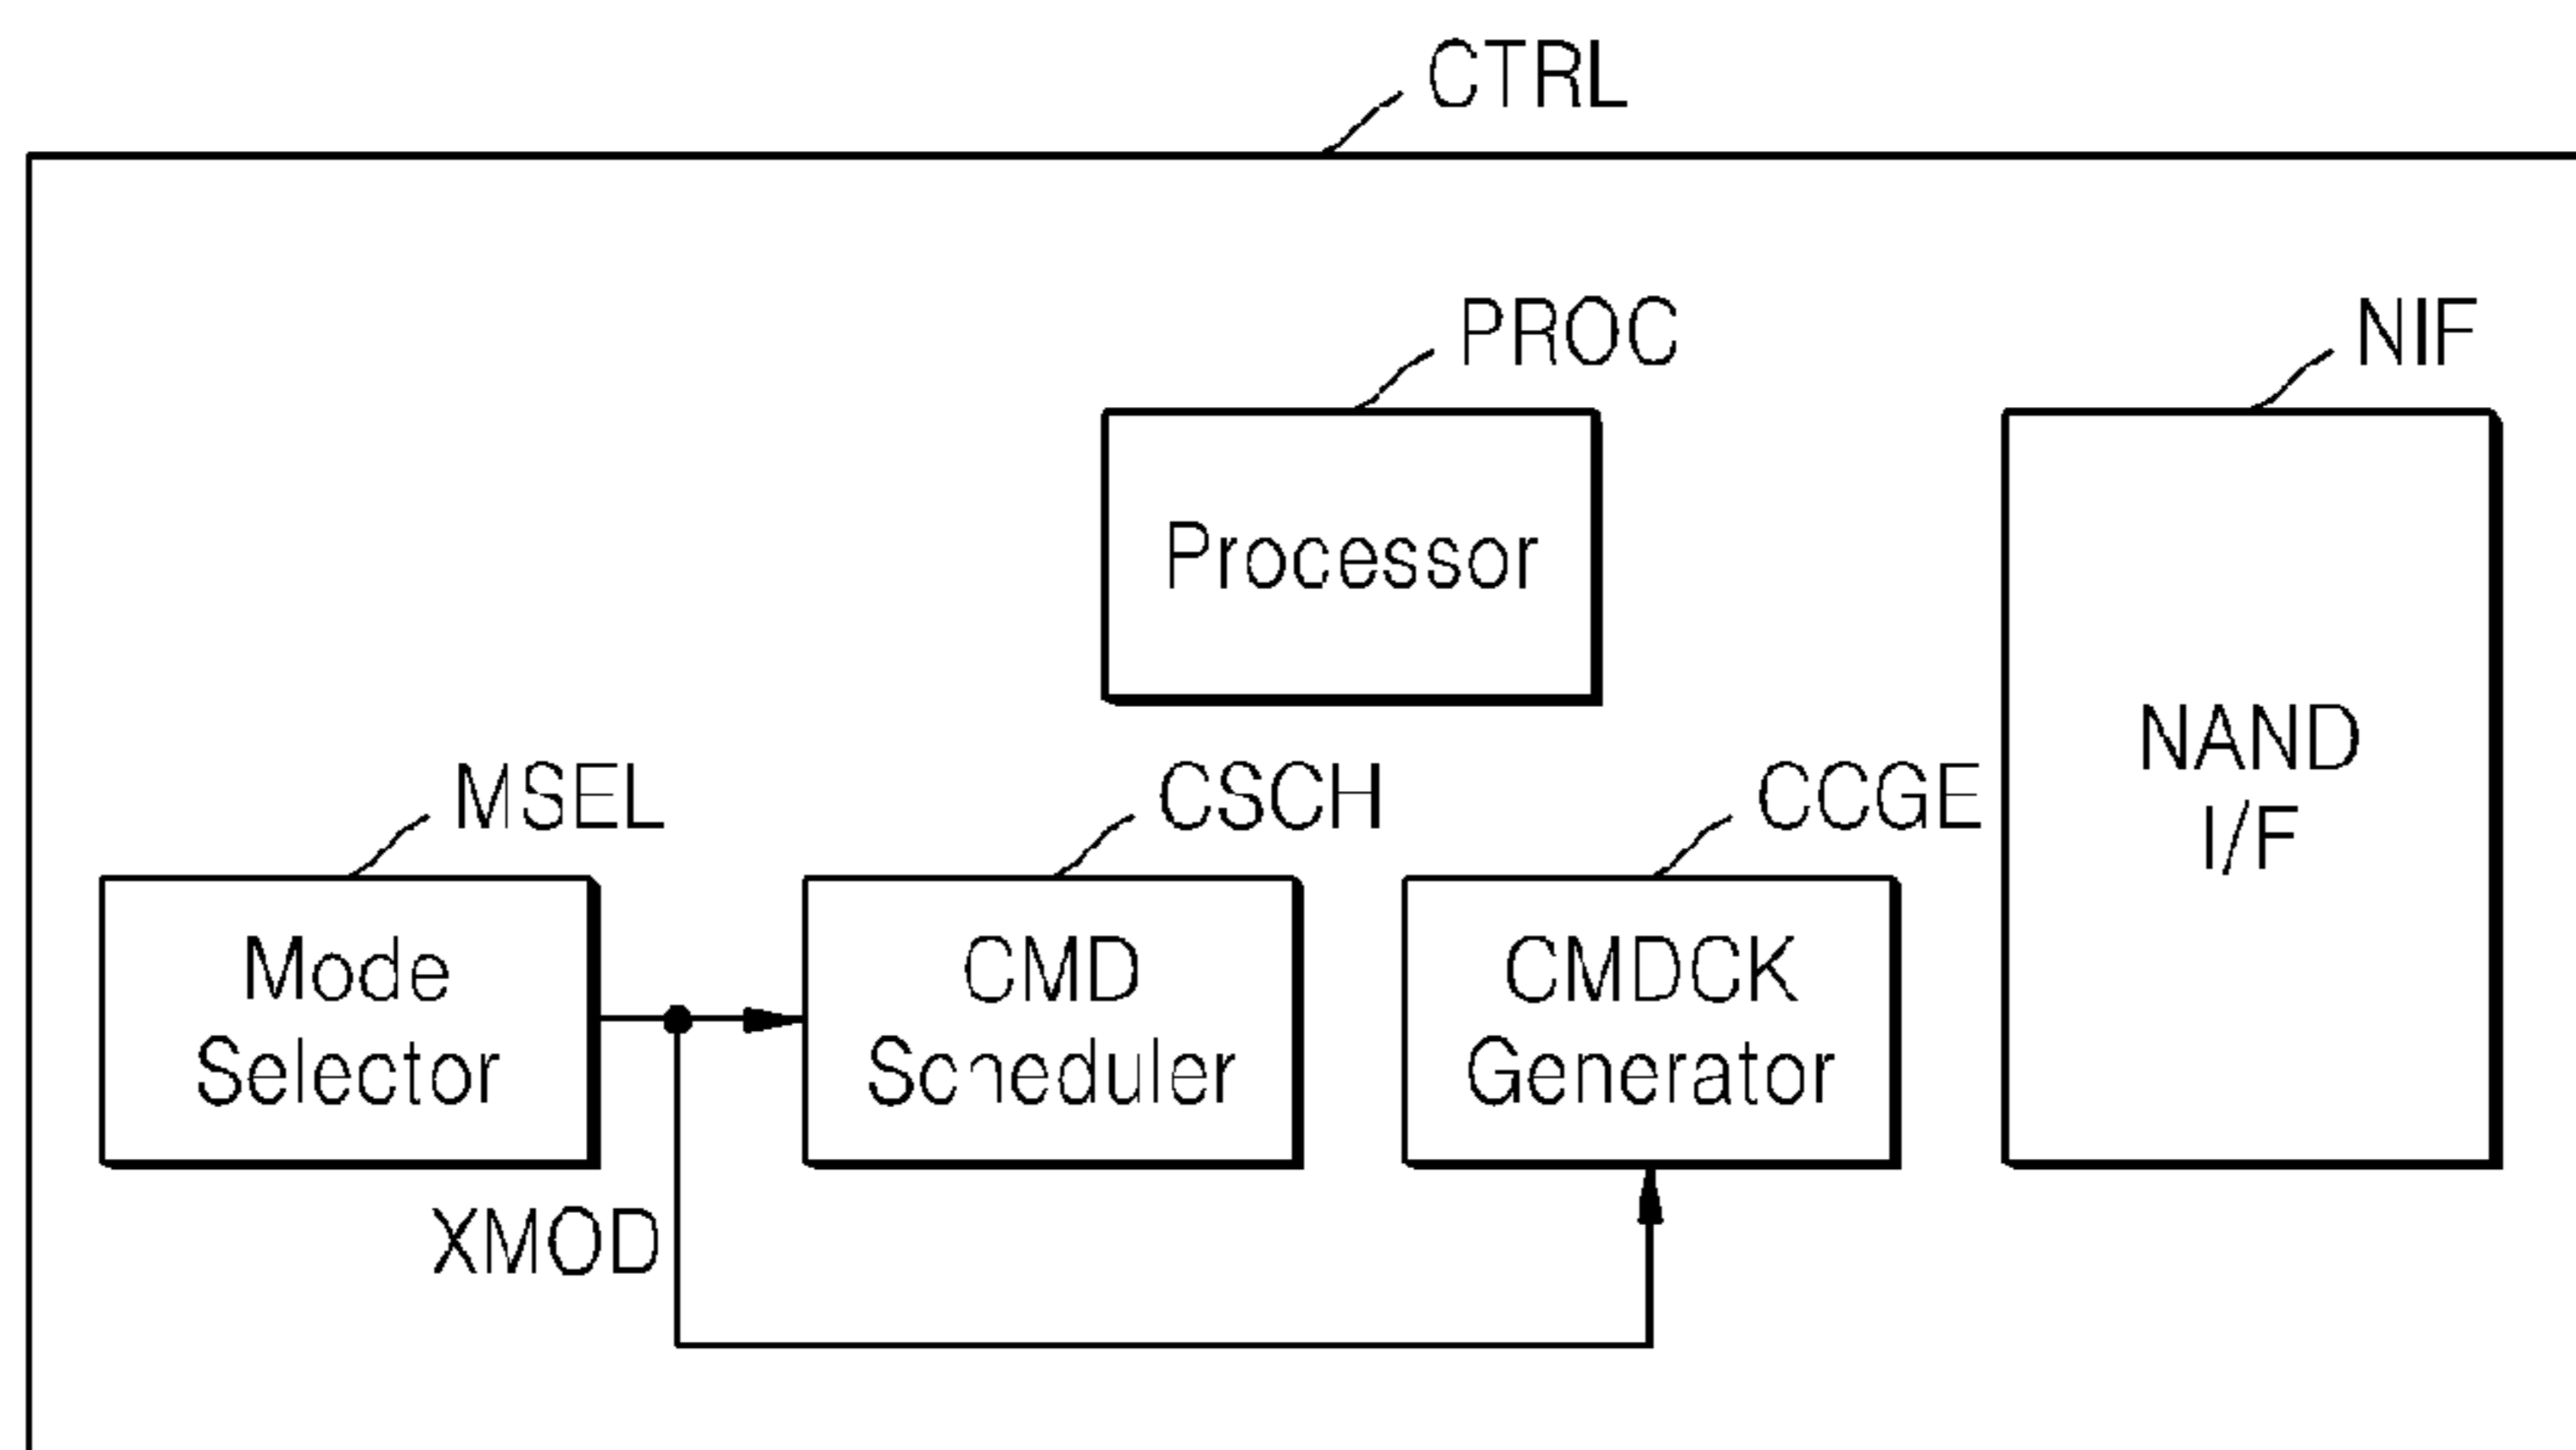 CTRL
PROC
NIF
Processor
NAND
I/F
MSEL
CSCH
CCGE
Mode
Selector
CMD
Scheduler
CMDCK
Generator
XMOD